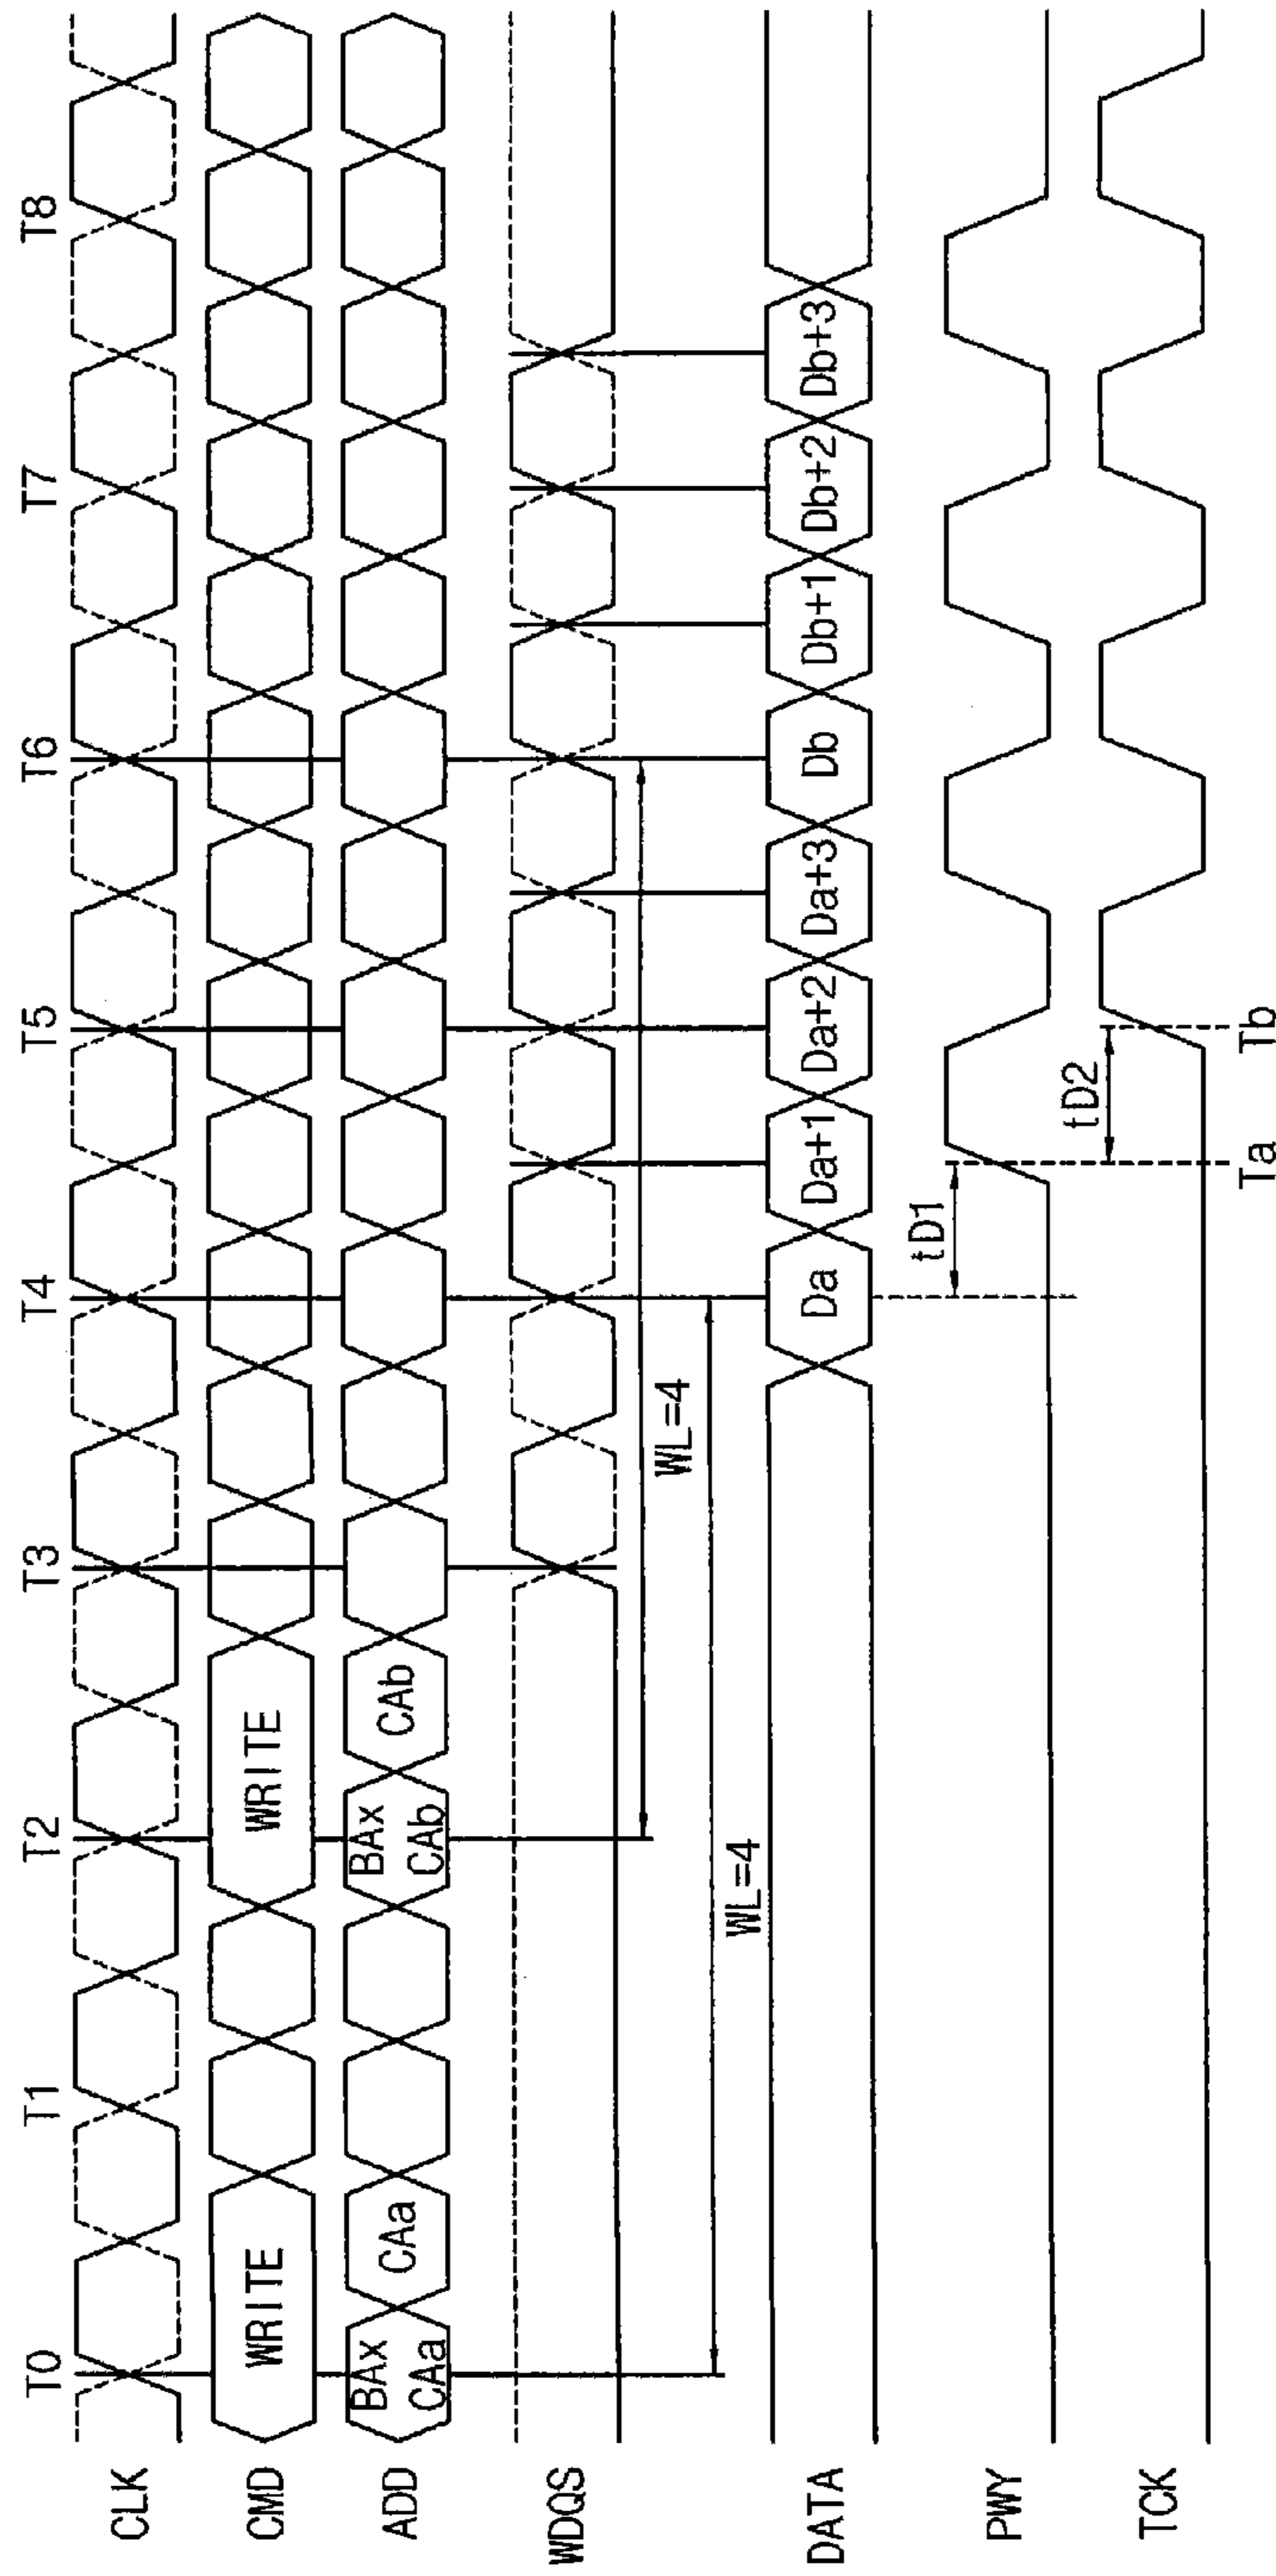 T0 T1 T2 T3 T4 T5 T6 T7 T8
CLK
CMD WRITE WRITE
ADD BAx CAa CAa BAx CAb CAb
WDQS
WL=4
WL=4
DATA Da Da+1 Da+2 Da+3 Db Db+1 Db+2 Db+3
tD1
PWY
tD2
TCK
Ta Tb